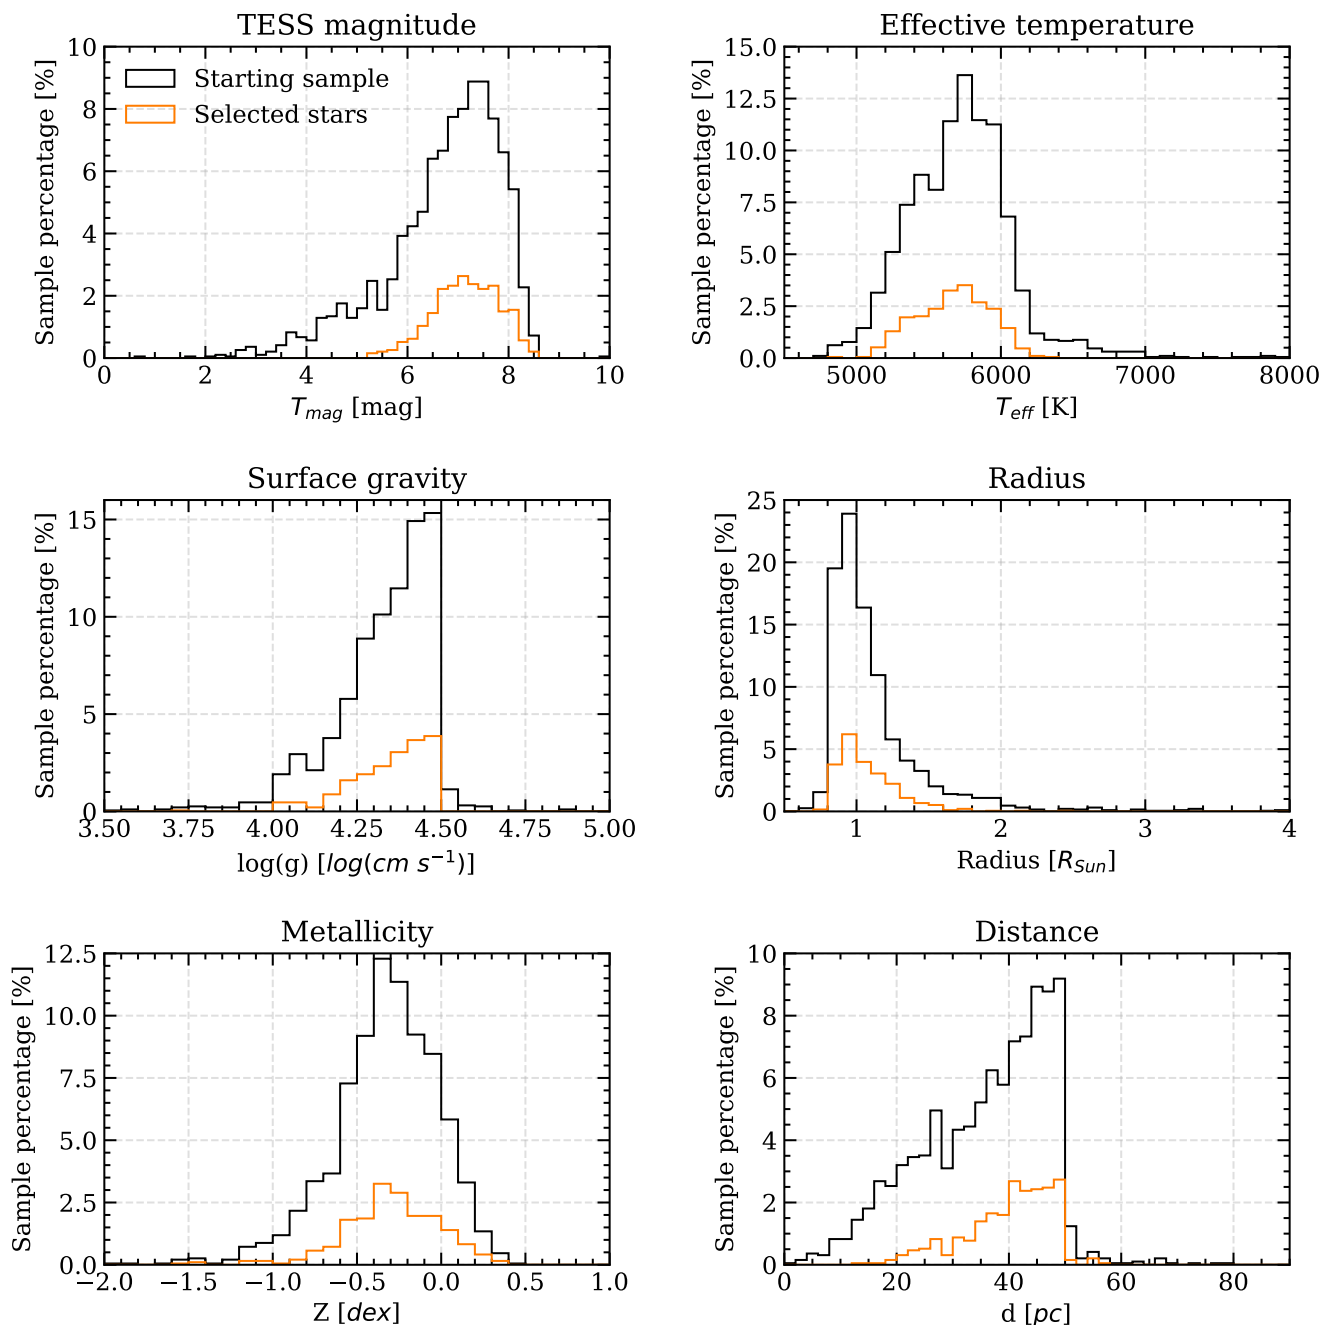 TESS magnitude
Sample percentage [%]
10
8
6
4
2
0
Starting sample
Selected stars
0 2 4 6 8 10
T_mag [mag]
Effective temperature
Sample percentage [%]
15.0
12.5
10.0
7.5
5.0
2.5
0.0
5000 6000 7000 8000
T_eff [K]
Surface gravity
Sample percentage [%]
15
10
5
0
3.50 3.75 4.00 4.25 4.50 4.75 5.00
log(g) [log(cm s⁻¹)]
Radius
Sample percentage [%]
25
20
15
10
5
0
1 2 3 4
Radius [R_Sun]
Metallicity
Sample percentage [%]
12.5
10.0
7.5
5.0
2.5
0.0
−2.0 −1.5 −1.0 −0.5 0.0 0.5 1.0
Z [dex]
Distance
Sample percentage [%]
10
8
6
4
2
0
0 20 40 60 80
d [pc]